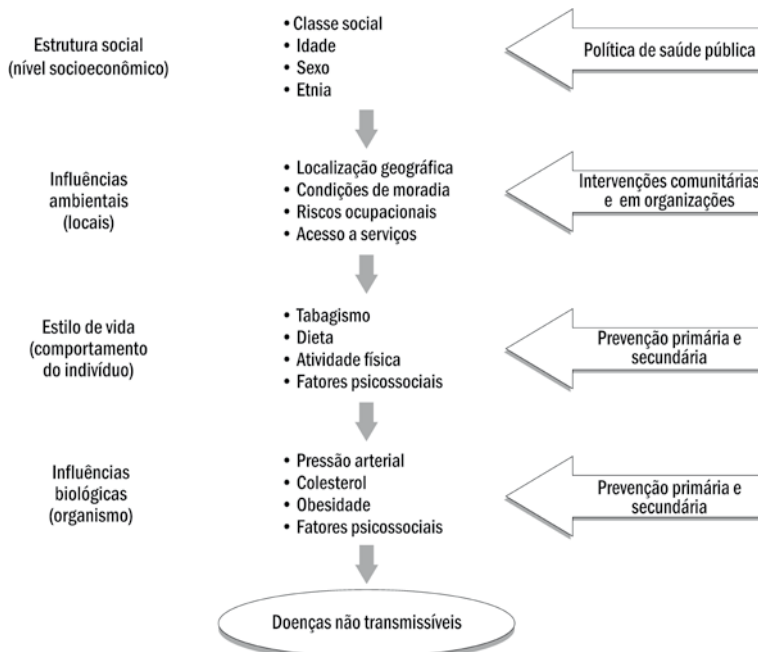 Estrutura social
(nível socioeconômico)
• Classe social
• Idade
• Sexo
• Etnia
Política de saúde pública
Influências
ambientais
(locais)
• Localização geográfica
• Condições de moradia
• Riscos ocupacionais
• Acesso a serviços
Intervenções comunitárias
e em organizações
Estilo de vida
(comportamento
do indivíduo)
• Tabagismo
• Dieta
• Atividade física
• Fatores psicossociais
Prevenção primária e
secundária
Influências
biológicas
(organismo)
• Pressão arterial
• Colesterol
• Obesidade
• Fatores psicossociais
Prevenção primária e
secundária
Doenças não transmissíveis